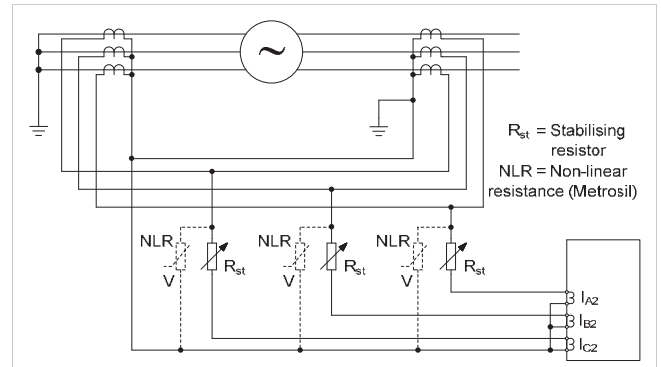 ~
R_st = Stabilising
resistor
NLR = Non-linear
resistance (Metrosil)
NLR NLR NLR
R_st R_st R_st
V V V
I_A2
I_B2
I_C2